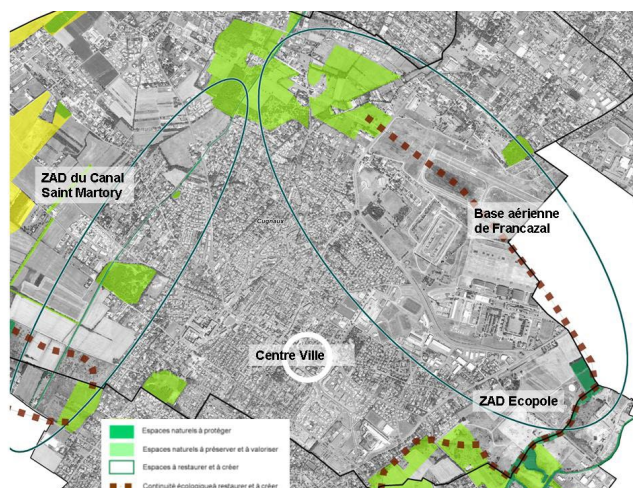 ZAD du Canal
Saint Martory
Cugnaux
Base aérienne
de Francazal
Centre Ville
ZAD Ecopole
Espaces naturels à protéger
Espaces naturels à préserver et à valoriser
Espaces à restaurer et à créer
Continuité écologiqueà restaurer et à créer